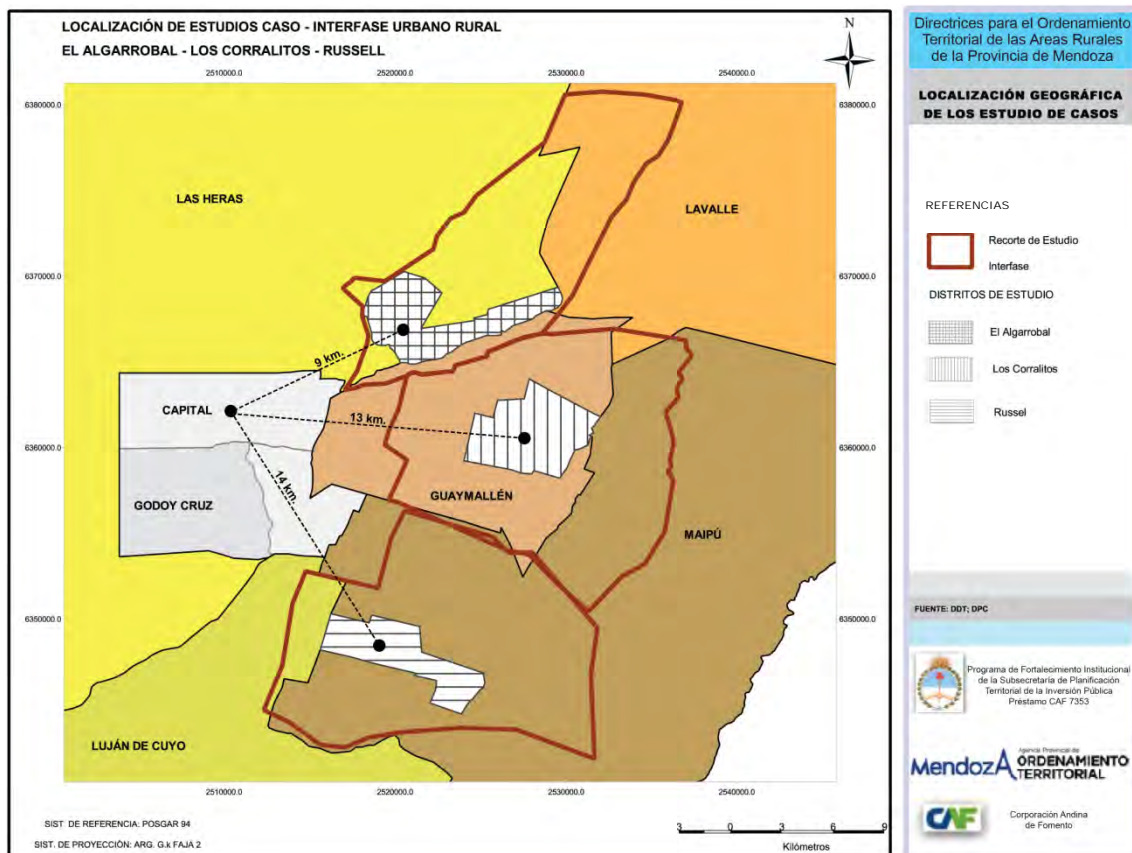 LOCALIZACIÓN DE ESTUDIOS CASO - INTERFASE URBANO RURAL
EL ALGARROBAL - LOS CORRALITOS - RUSSELL
N
2510000.0 2520000.0 2530000.0 2540000.0
6380000.0 6380000.0
LAS HERAS
LAVALLE
6370000.0 6370000.0
9 km.
CAPITAL
13 km.
6360000.0 6360000.0
14 km.
GODOY CRUZ
GUAYMALLÉN
MAIPÚ
6350000.0 6350000.0
LUJÁN DE CUYO
2510000.0 2520000.0 2530000.0 2540000.0
SIST. DE REFERENCIA: POSGAR 94
SIST. DE PROYECCIÓN: ARG. G.k FAJA 2
3 0 3 6 9
Kilómetros
Directrices para el Ordenamiento
Territorial de las Areas Rurales
de la Provincia de Mendoza
LOCALIZACIÓN GEOGRÁFICA
DE LOS ESTUDIO DE CASOS
REFERENCIAS
Recorte de Estudio
Interfase
DISTRITOS DE ESTUDIO
El Algarrobal
Los Corralitos
Russel
FUENTE: DDT; DPC
Programa de Fortalecimiento Institucional
de la Subsecretaría de Planificación
Territorial de la Inversión Pública
Préstamo CAF 7353
MendozA
Agencia Provincial de
ORDENAMIENTO
TERRITORIAL
CAF
Corporación Andina
de Fomento